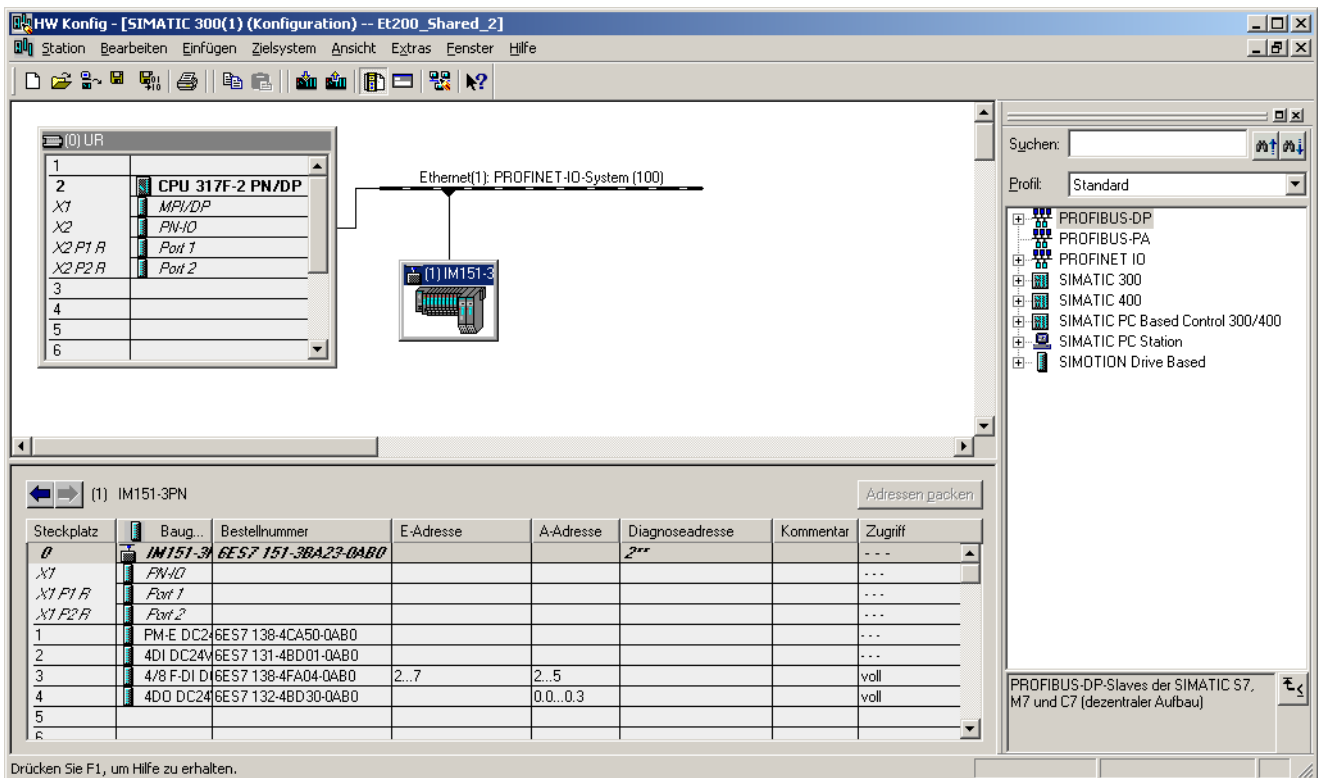 HW Konfig - [SIMATIC 300(1) (Konfiguration) -- Et200_Shared_2]
Station Bearbeiten Einfügen Zielsystem Ansicht Extras Fenster Hilfe
(0) UR
1
2 CPU 317F-2 PN/DP
X1 MPI/DP
X2 PN-IO
X2 P1 R Port 1
X2 P2 R Port 2
3
4
5
6
Ethernet(1): PROFINET-IO-System (100)
(1) IM151-3
Suchen:
Profil: Standard
PROFIBUS-DP
PROFIBUS-PA
PROFINET IO
SIMATIC 300
SIMATIC 400
SIMATIC PC Based Control 300/400
SIMATIC PC Station
SIMOTION Drive Based
PROFIBUS-DP-Slaves der SIMATIC S7,
M7 und C7 (dezentraler Aufbau)
(1) IM151-3PN
Adressen packen
Steckplatz Baug... Bestellnummer E-Adresse A-Adresse Diagnoseadresse Kommentar Zugriff
0 IM151-3 6ES7 151-3BA23-0AB0 2** - - -
X1 PN-IO - - -
X1 P1 R Port 1 - - -
X1 P2 R Port 2 - - -
1 PM-E DC24 6ES7 138-4CA50-0AB0 - - -
2 4DI DC24V 6ES7 131-4BD01-0AB0 - - -
3 4/8 F-DI D 6ES7 138-4FA04-0AB0 2...7 2...5 voll
4 4DO DC24 6ES7 132-4BD30-0AB0 0.0...0.3 voll
5
6
Drücken Sie F1, um Hilfe zu erhalten.